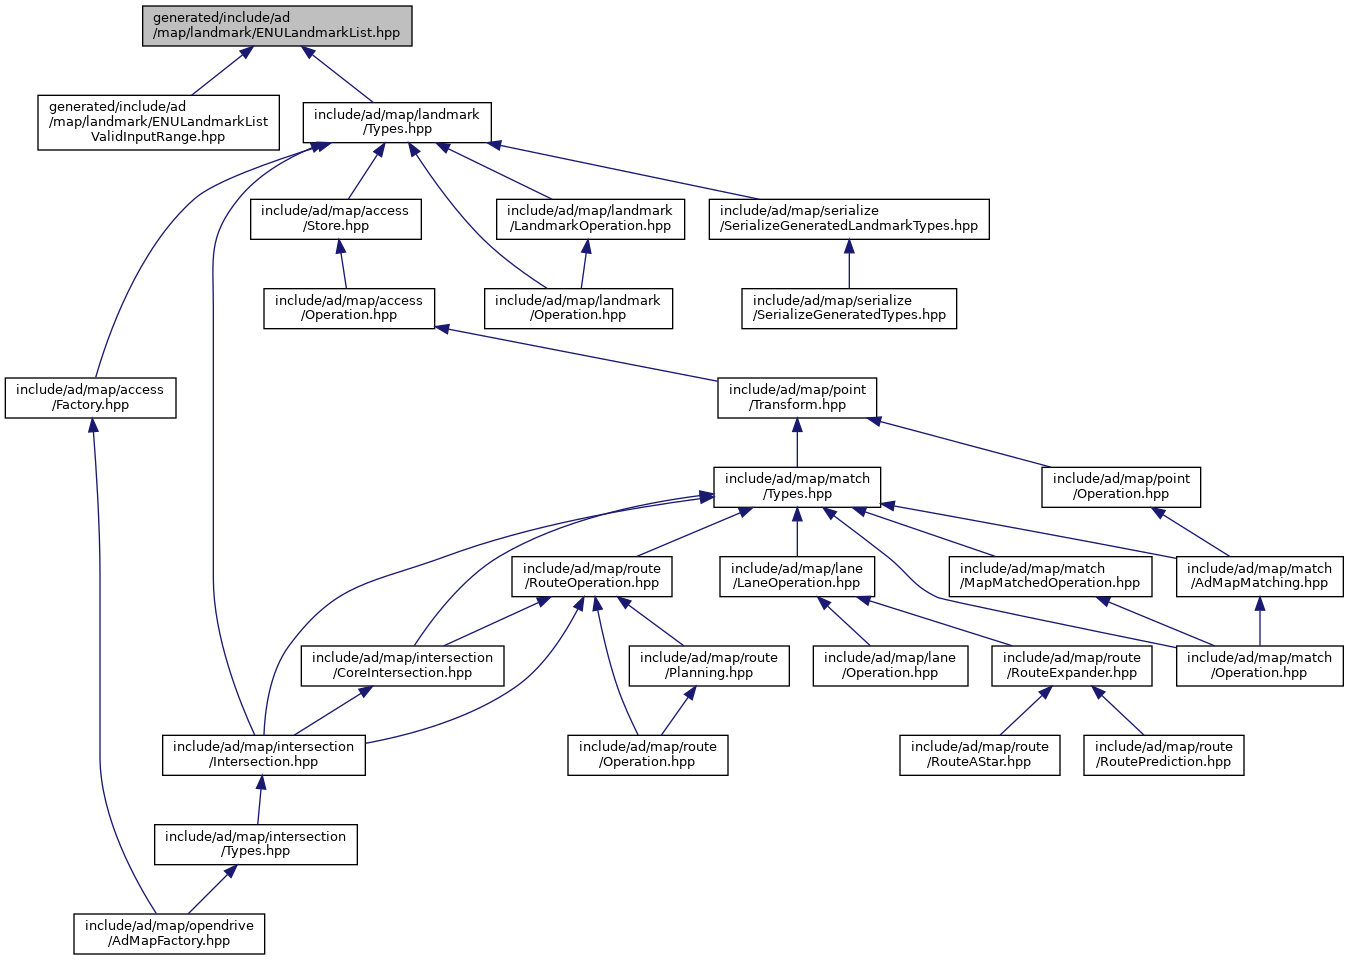 generated/include/ad
/map/landmark/ENULandmarkList.hpp
generated/include/ad
/map/landmark/ENULandmarkList
ValidInputRange.hpp
include/ad/map/landmark
/Types.hpp
include/ad/map/access
/Store.hpp
include/ad/map/landmark
/LandmarkOperation.hpp
include/ad/map/serialize
/SerializeGeneratedLandmarkTypes.hpp
include/ad/map/access
/Operation.hpp
include/ad/map/landmark
/Operation.hpp
include/ad/map/serialize
/SerializeGeneratedTypes.hpp
include/ad/map/access
/Factory.hpp
include/ad/map/point
/Transform.hpp
include/ad/map/match
/Types.hpp
include/ad/map/point
/Operation.hpp
include/ad/map/route
/RouteOperation.hpp
include/ad/map/lane
/LaneOperation.hpp
include/ad/map/match
/MapMatchedOperation.hpp
include/ad/map/match
/AdMapMatching.hpp
include/ad/map/intersection
/CoreIntersection.hpp
include/ad/map/route
/Planning.hpp
include/ad/map/lane
/Operation.hpp
include/ad/map/route
/RouteExpander.hpp
include/ad/map/match
/Operation.hpp
include/ad/map/intersection
/Intersection.hpp
include/ad/map/route
/Operation.hpp
include/ad/map/route
/RouteAStar.hpp
include/ad/map/route
/RoutePrediction.hpp
include/ad/map/intersection
/Types.hpp
include/ad/map/opendrive
/AdMapFactory.hpp